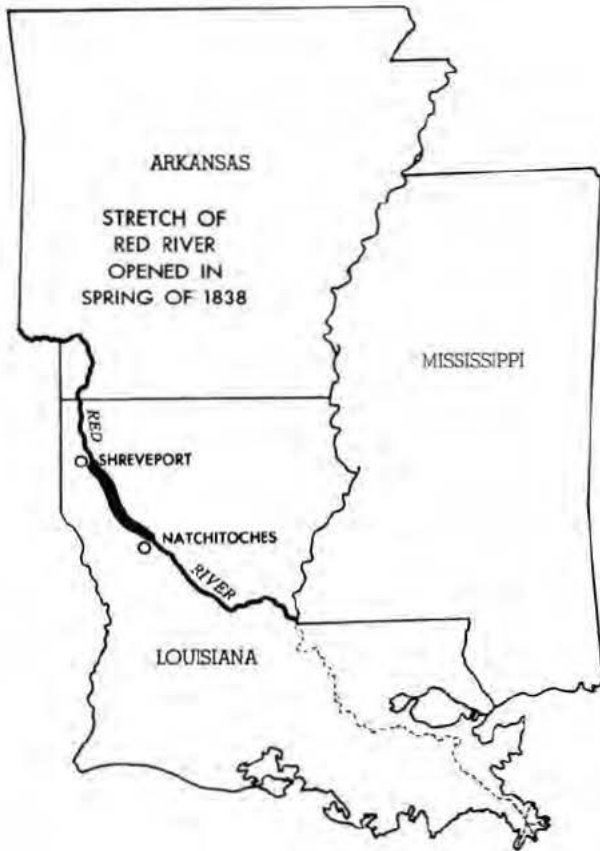 ARKANSAS
STRETCH OF
RED RIVER
OPENED IN
SPRING OF 1838
MISSISSIPPI
RED
SHREVEPORT
NATCHITOCHES
RIVER
LOUISIANA